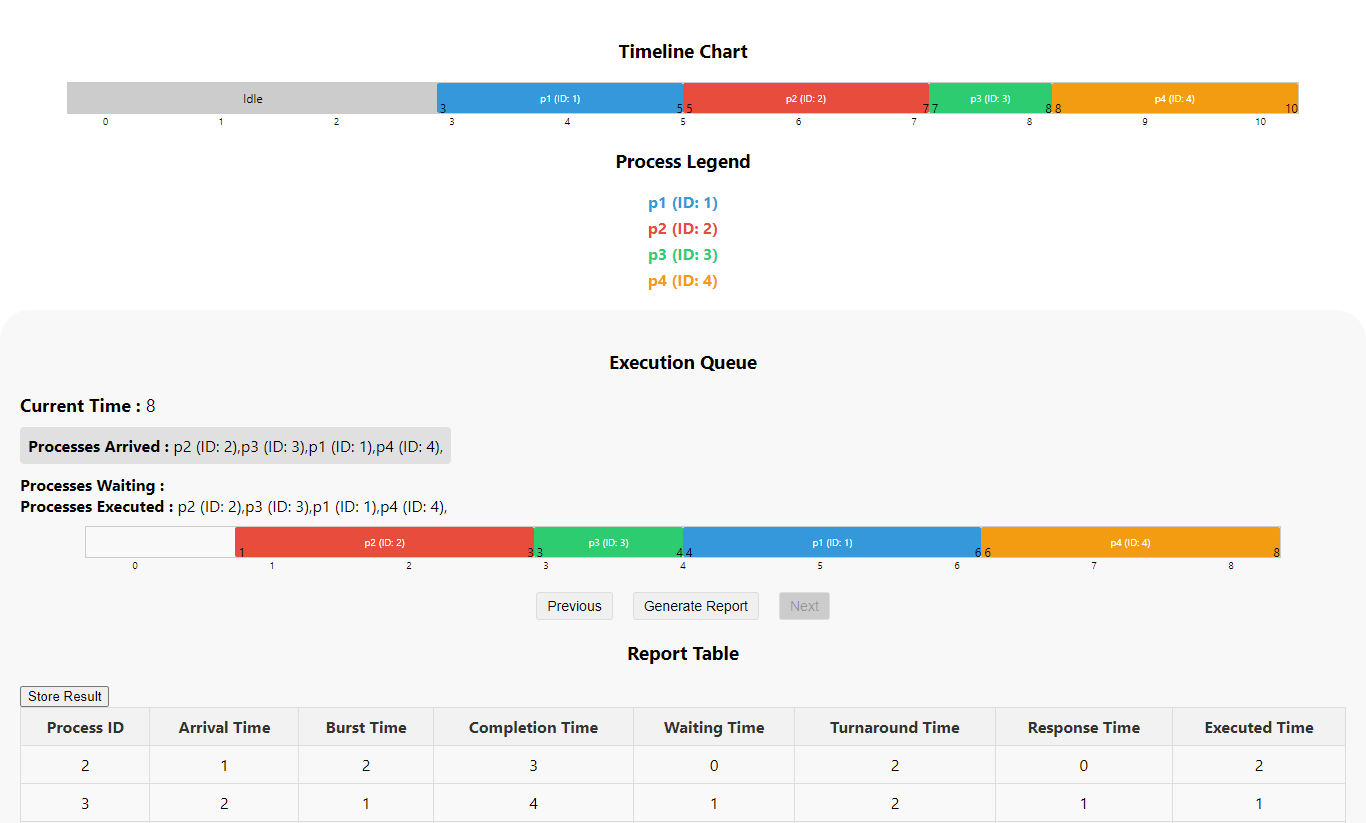 Timeline Chart
Idle p1 (ID: 1) p2 (ID: 2) p3 (ID: 3) p4 (ID: 4)
3 5 5 7 7 8 8 10
0 1 2 3 4 5 6 7 8 9 10
Process Legend
p1 (ID: 1)
p2 (ID: 2)
p3 (ID: 3)
p4 (ID: 4)
Execution Queue
Current Time : 8
Processes Arrived : p2 (ID: 2),p3 (ID: 3),p1 (ID: 1),p4 (ID: 4),
Processes Waiting :
Processes Executed : p2 (ID: 2),p3 (ID: 3),p1 (ID: 1),p4 (ID: 4),
p2 (ID: 2) p3 (ID: 3) p1 (ID: 1) p4 (ID: 4)
1 3 3 4 4 6 6 8
0 1 2 3 4 5 6 7 8
Previous Generate Report Next
Report Table
Store Result
Process ID Arrival Time Burst Time Completion Time Waiting Time Turnaround Time Response Time Executed Time
2 1 2 3 0 2 0 2
3 2 1 4 1 2 1 1